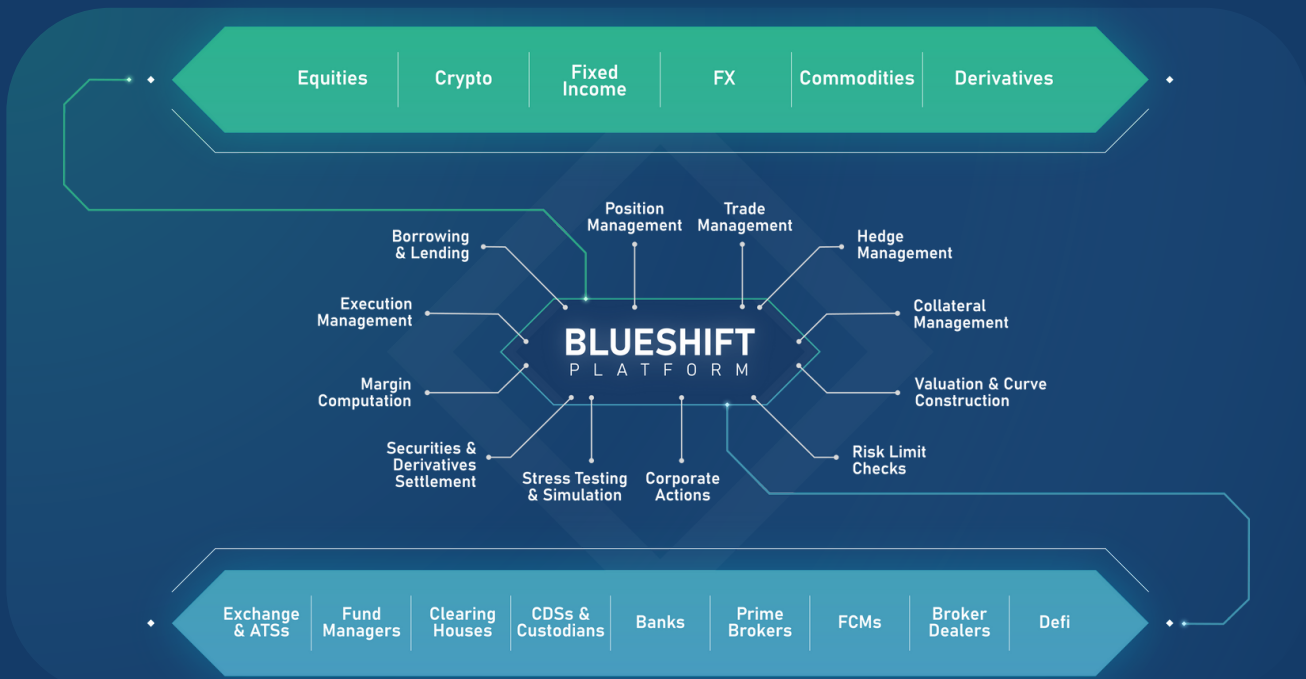 Equities
Crypto
Fixed
Income
FX
Commodities
Derivatives
Position
Management
Trade
Management
Borrowing
& Lending
Hedge
Management
Execution
Management
Collateral
Management
BLUESHIFT
PLATFORM
Margin
Computation
Valuation & Curve
Construction
Securities &
Derivatives
Settlement
Stress Testing
& Simulation
Corporate
Actions
Risk Limit
Checks
Exchange
& ATSs
Fund
Managers
Clearing
Houses
CDSs &
Custodians
Banks
Prime
Brokers
FCMs
Broker
Dealers
Defi